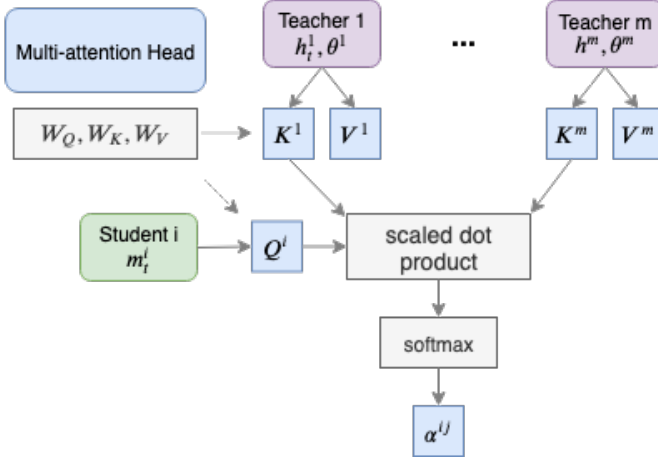 Teacher 1
h_t^1, θ^1
...
Teacher m
h^m, θ^m
Multi-attention Head
W_Q, W_K, W_V
K^1
V^1
K^m
V^m
Student i
m_t^i
Q^i
scaled dot
product
softmax
α^{ij}